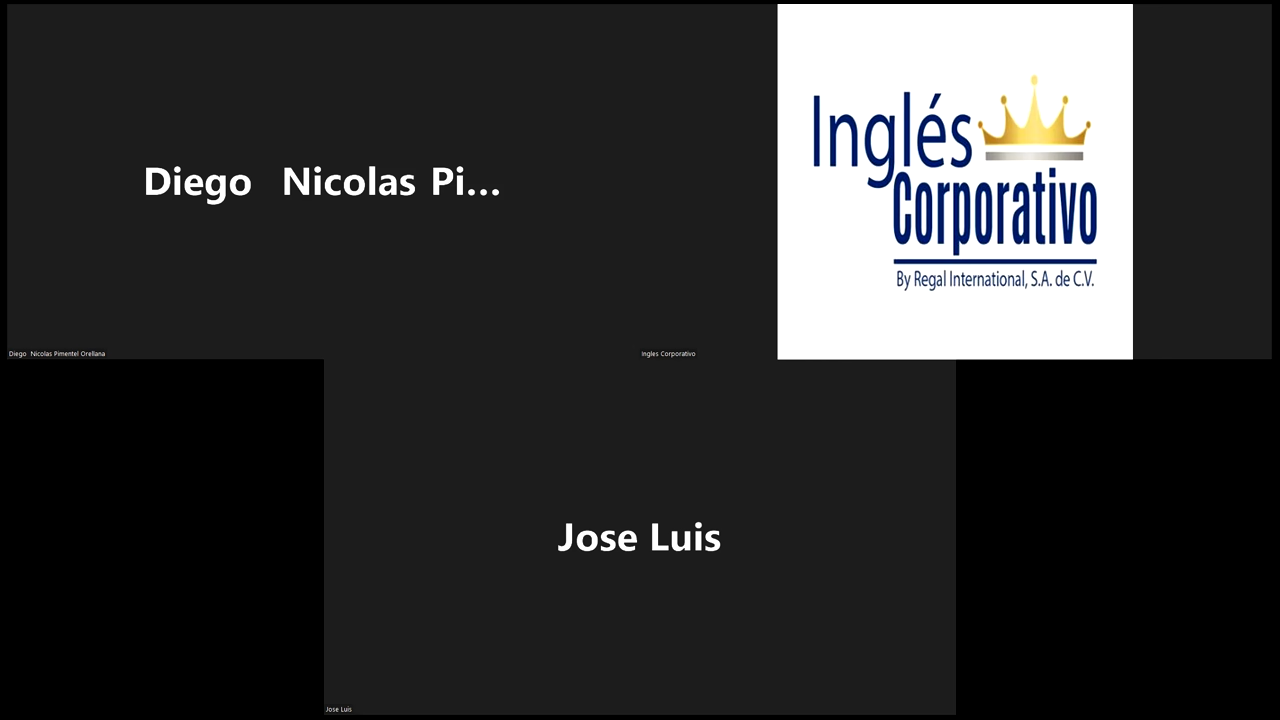 Diego  Nicolas Pi...
Diego  Nicolas Pimentel Orellana
Inglés
Corporativo
By Regal International, S.A. de C.V.
Ingles Corporativo
Jose Luis
Jose Luis